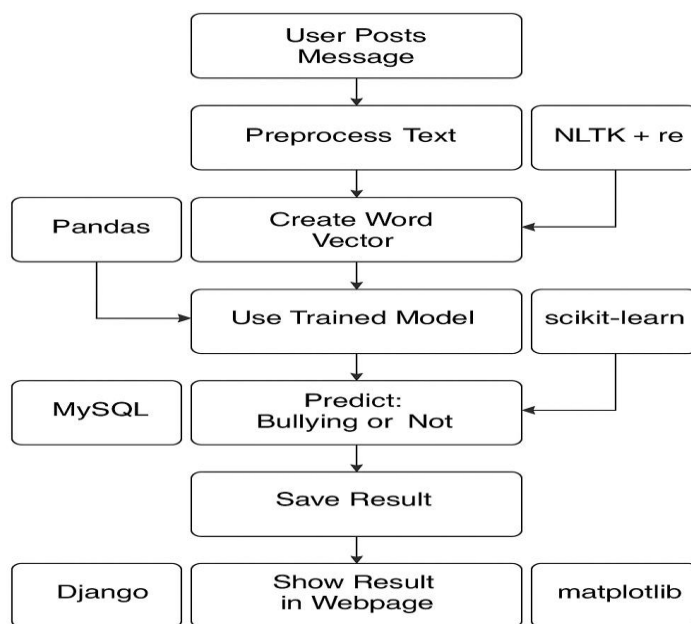 User Posts
Message
Preprocess Text
NLTK + re
Pandas
Create Word
Vector
Use Trained Model
scikit-learn
MySQL
Predict:
Bullying or Not
Save Result
Django
Show Result
in Webpage
matplotlib